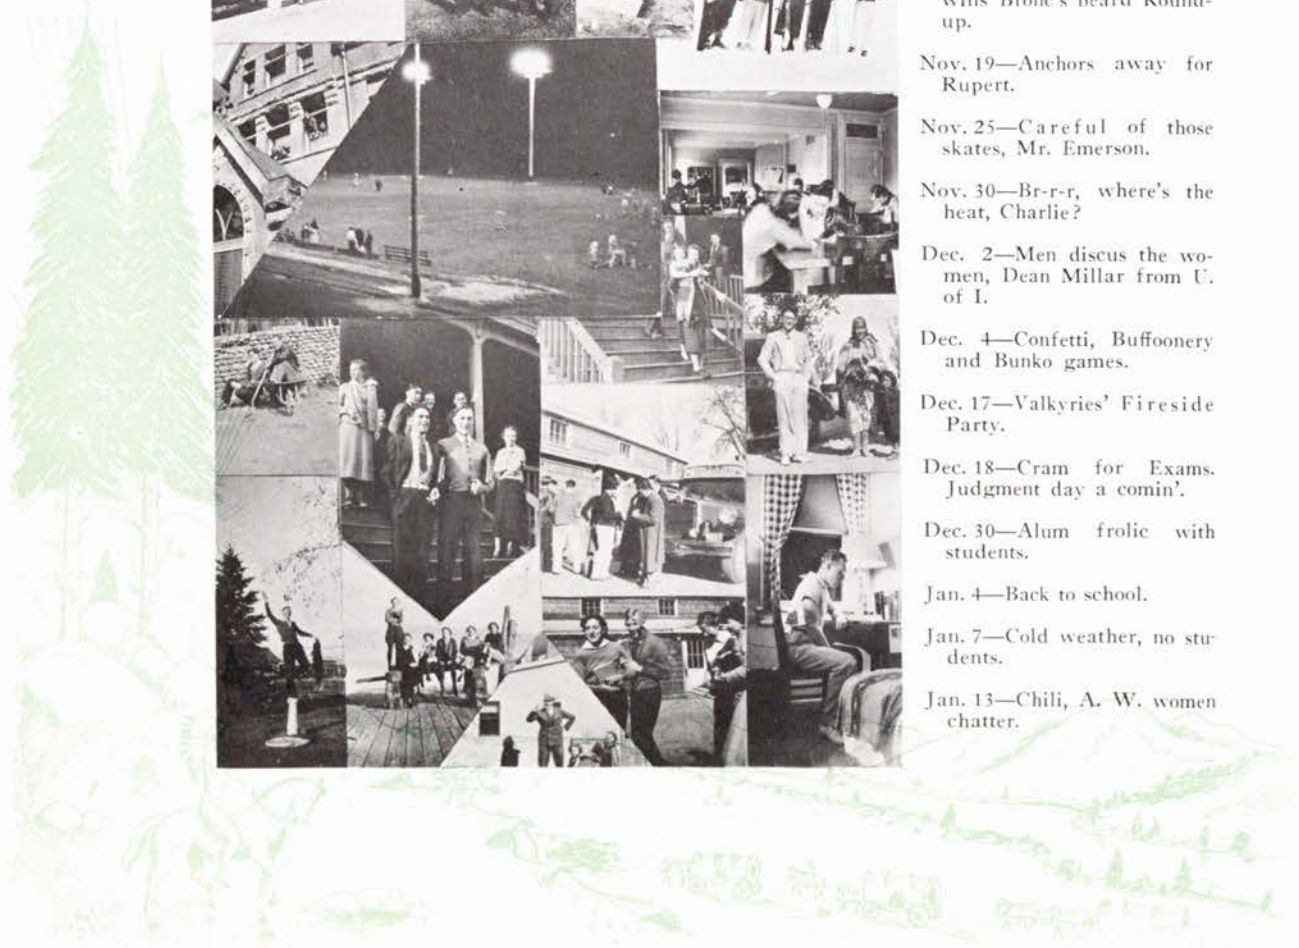 wins Bronc's beard Round-
up.
Nov. 19—Anchors away for
Rupert.
Nov. 25—Careful of those
skates, Mr. Emerson.
Nov. 30—Br-r-r, where's the
heat, Charlie?
Dec. 2—Men discus the wo-
men, Dean Millar from U.
of I.
Dec. 4—Confetti, Buffoonery
and Bunko games.
Dec. 17—Valkyries' Fireside
Party.
Dec. 18—Cram for Exams.
Judgment day a comin'.
Dec. 30—Alum frolic with
students.
Jan. 4—Back to school.
Jan. 7—Cold weather, no stu-
dents.
Jan. 13—Chili, A. W. women
chatter.